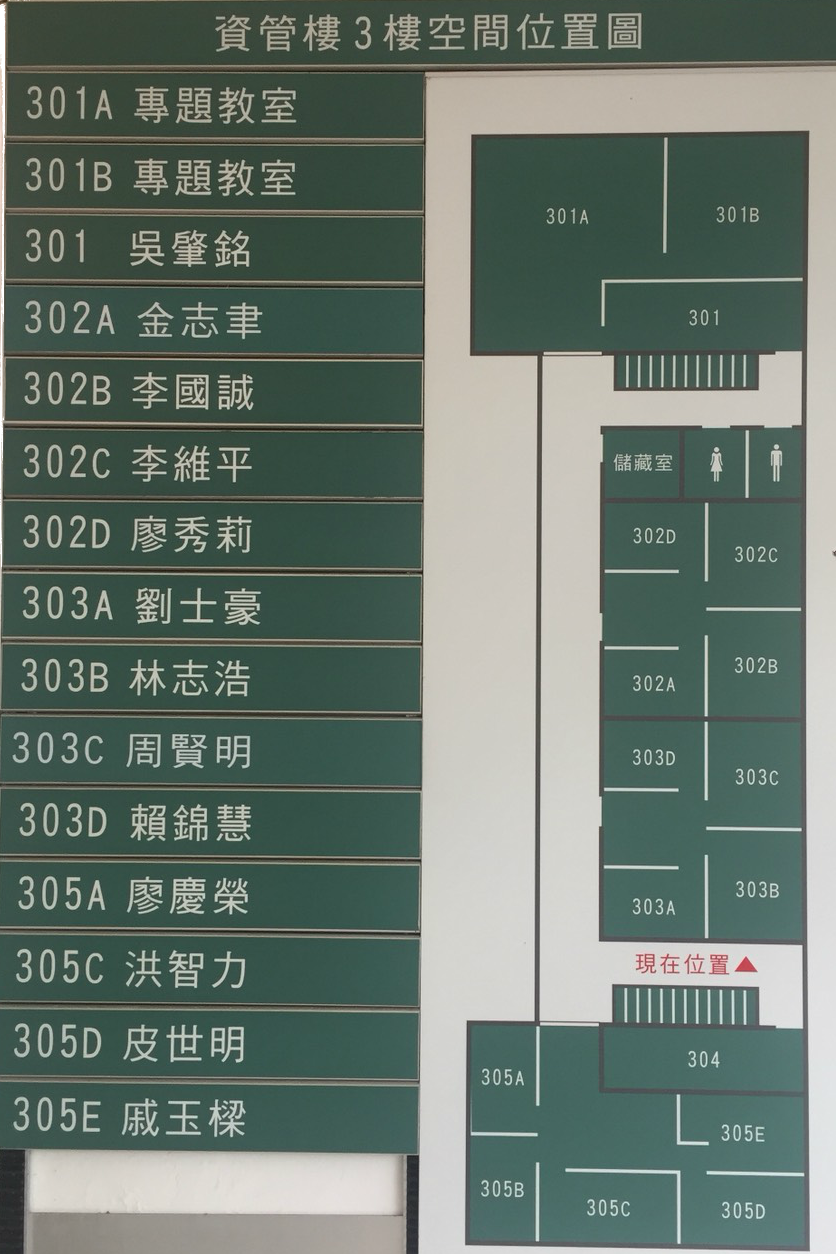 資管樓3樓空間位置圖
301A 專題教室
301B 專題教室
301 吳肇銘
302A 金志聿
302B 李國誠
302C 李維平
302D 廖秀莉
303A 劉士豪
303B 林志浩
303C 周賢明
303D 賴錦慧
305A 廖慶榮
305C 洪智力
305D 皮世明
305E 戚玉樑
301A
301B
301
儲藏室
302D
302C
302A
302B
303D
303C
303A
303B
現在位置▲
304
305A
305E
305B
305C
305D